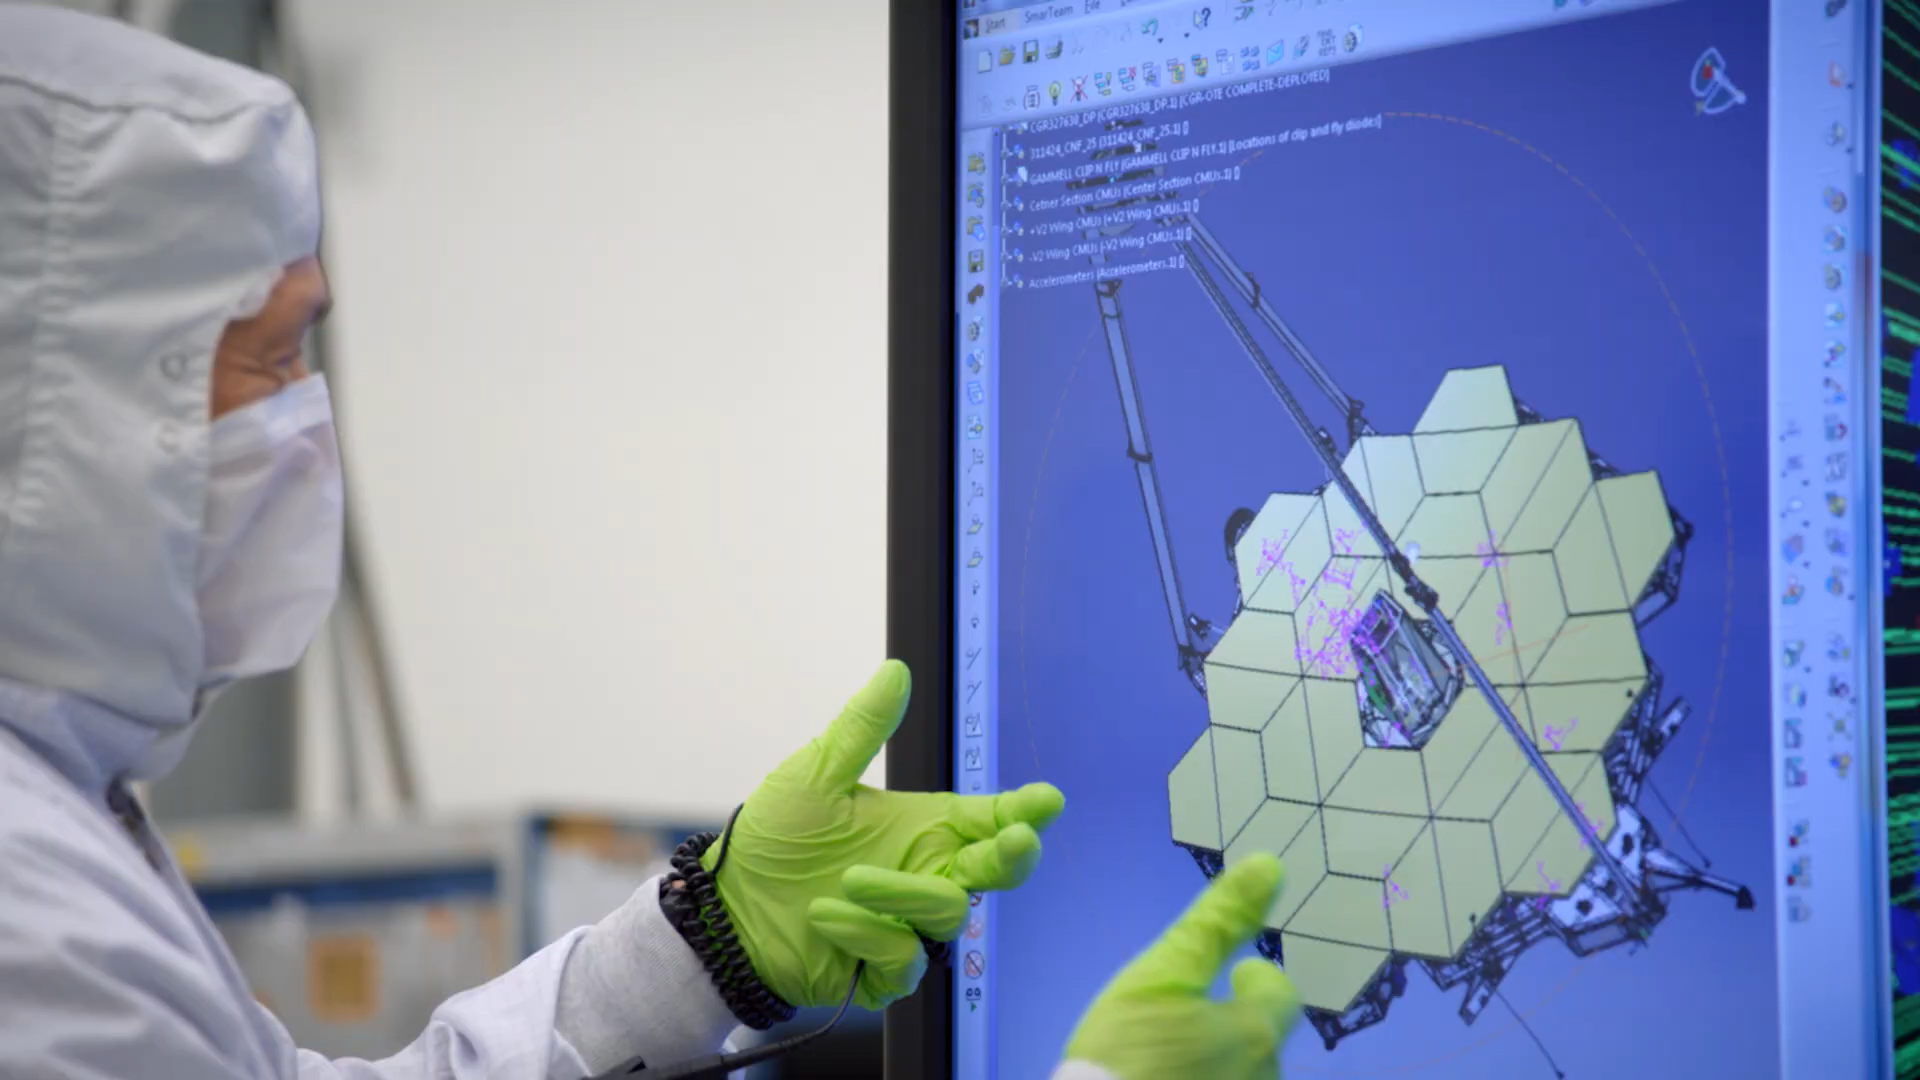 Start SmarTeam File
CGR327630_DP (CGR327630_DP.1) [CGR-OTE COMPLETE-DEPLOYED]
311424_CNF_25 (311424_CNF_25.1) []
GAMMELL CLIP N FLY (GAMMELL CLIP N FLY.1) [Locations of clip and fly diodes]
Cetner Section CMUs (Center Section CMUs.1) []
+V2 Wing CMUs (+V2 Wing CMUs.1) []
-V2 Wing CMUs (-V2 Wing CMUs.1) []
Accelerometers (Accelerometers.1) []